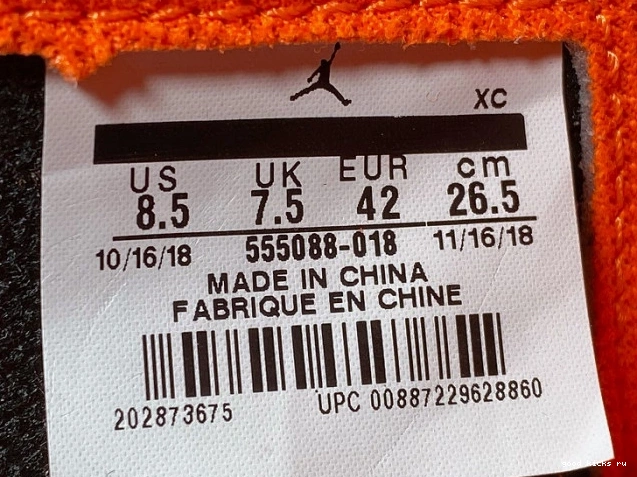 XC
US UK EUR cm
8.5 7.5 42 26.5
10/16/18 555088-018 11/16/18
MADE IN CHINA
FABRIQUE EN CHINE
202873675 UPC 00887229628860